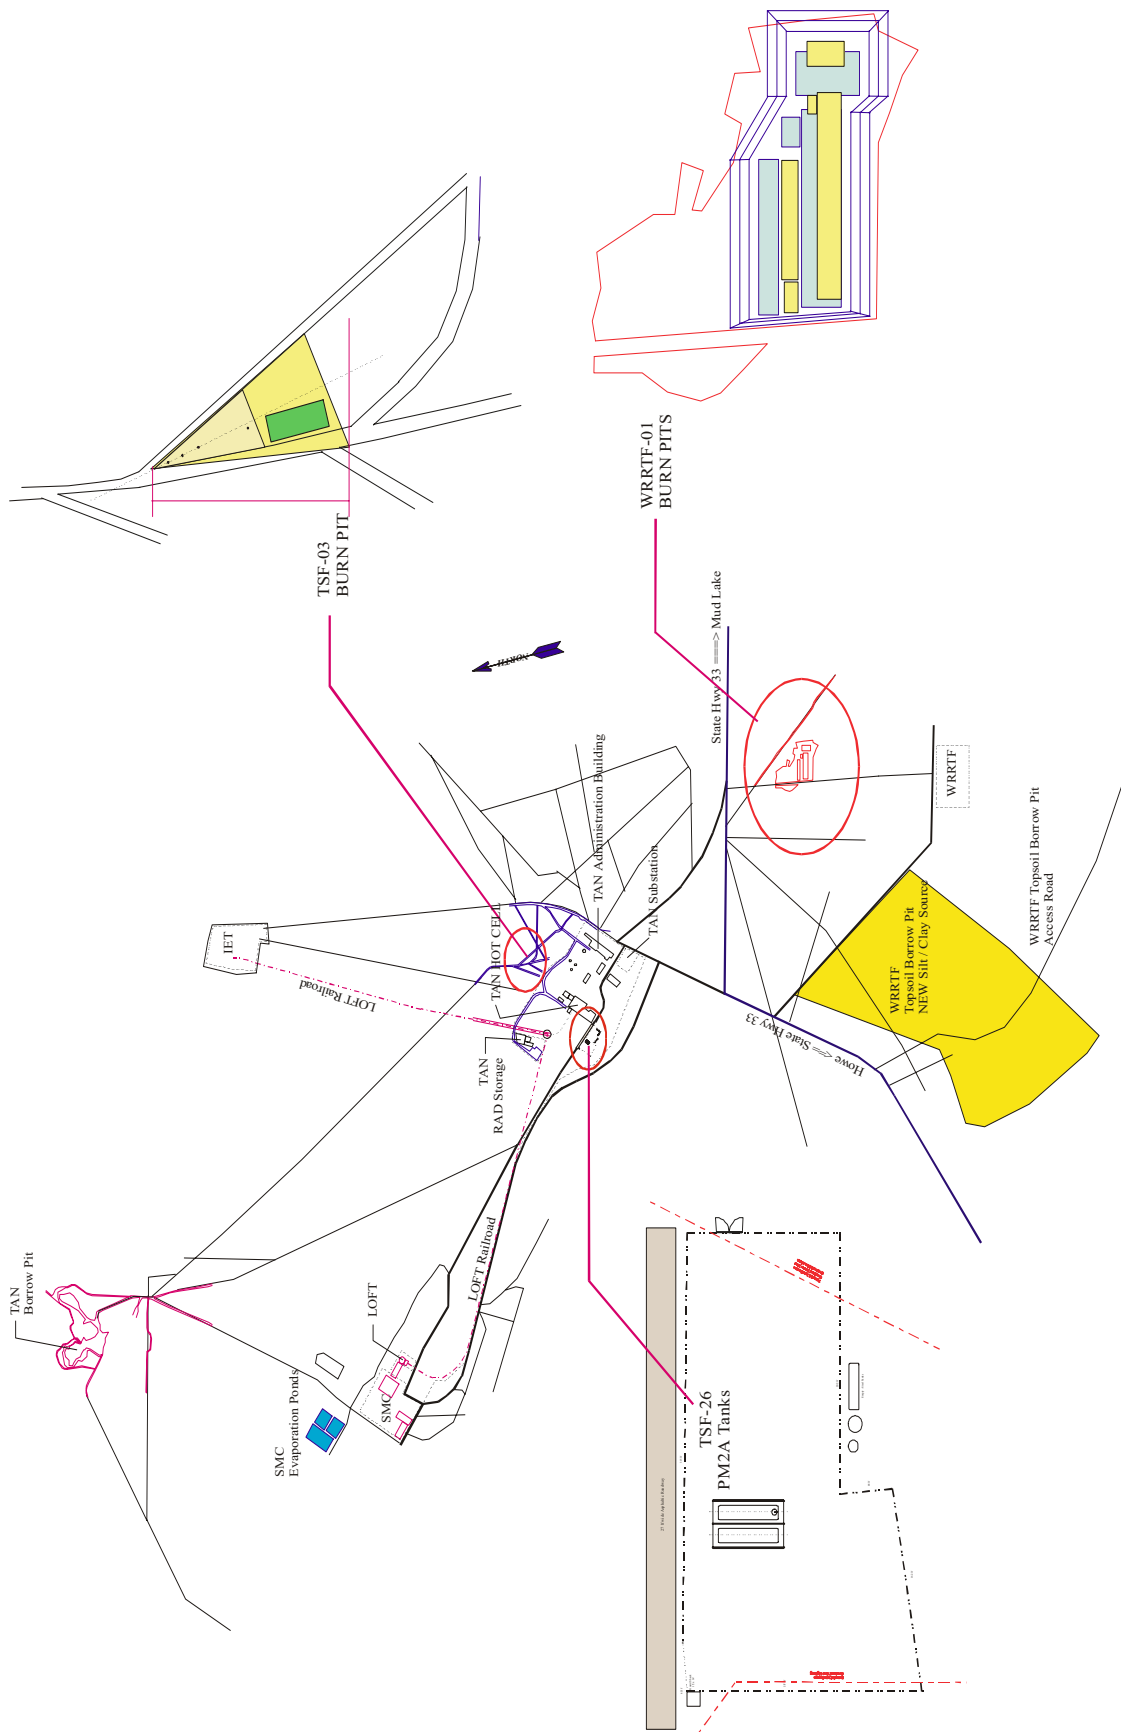 TSF-03
BURN PIT
WRRTF-01
BURN PITS
NORTH
State Hwy 33 ===> Mud Lake
IET
LOFT Railroad
TAN HOT CELL
TAN Administration Building
TAN Substation
WRRTF
TAN
RAD Storage
WRRTF Topsoil Borrow Pit
Access Road
WRRTF
Topsoil Borrow Pit
NEW Silt / Clay Source
Howe <== State Hwy 33
TAN
Borrow Pit
LOFT Railroad
LOFT
SMC
SMC
Evaporation Ponds
TSF-26
PM2A Tanks